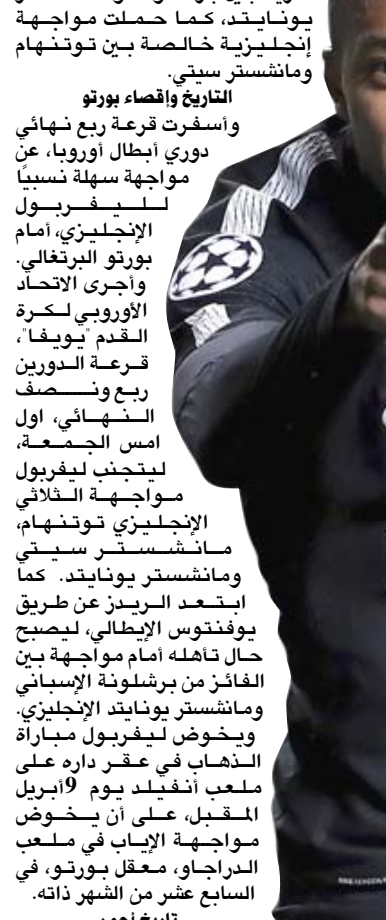 يونايتد، كما حملت مواجهة
إنجليزية خالصة بين توتنهام
ومانشستر سيتي.
التاريخ وإقصاء بورتو
وأسفرت قرعة ربع نهائي
دوري أبطال أوروبا، عن
مواجهة سهلة نسبيًا
لليفربول
الإنجليزي، أمام
بورتو البرتغالي.
وأجرى الاتحاد
الأوروبي لكرة
القدم "يويفا"،
قرعة الدورين
ربع ونصف
النهائي، اول
امس الجمعة،
ليتجنب ليفربول
مواجهة الثلاثي
الإنجليزي توتنهام،
مانشستر سيتي
ومانشستر يونايتد. كما
ابتعد الريدز عن طريق
يوفنتوس الإيطالي، ليصبح
حال تأهله أمام مواجهة بين
الفائز من برشلونة الإسباني
ومانشستر يونايتد الإنجليزي.
ويخوض ليفربول مباراة
الذهاب في عقر داره على
ملعب أنفيلد يوم 9أبريل
المقبل، على أن يخوض
مواجهة الإياب في ملعب
الدراجاو، معقل بورتو، في
السابع عشر من الشهر ذاته.